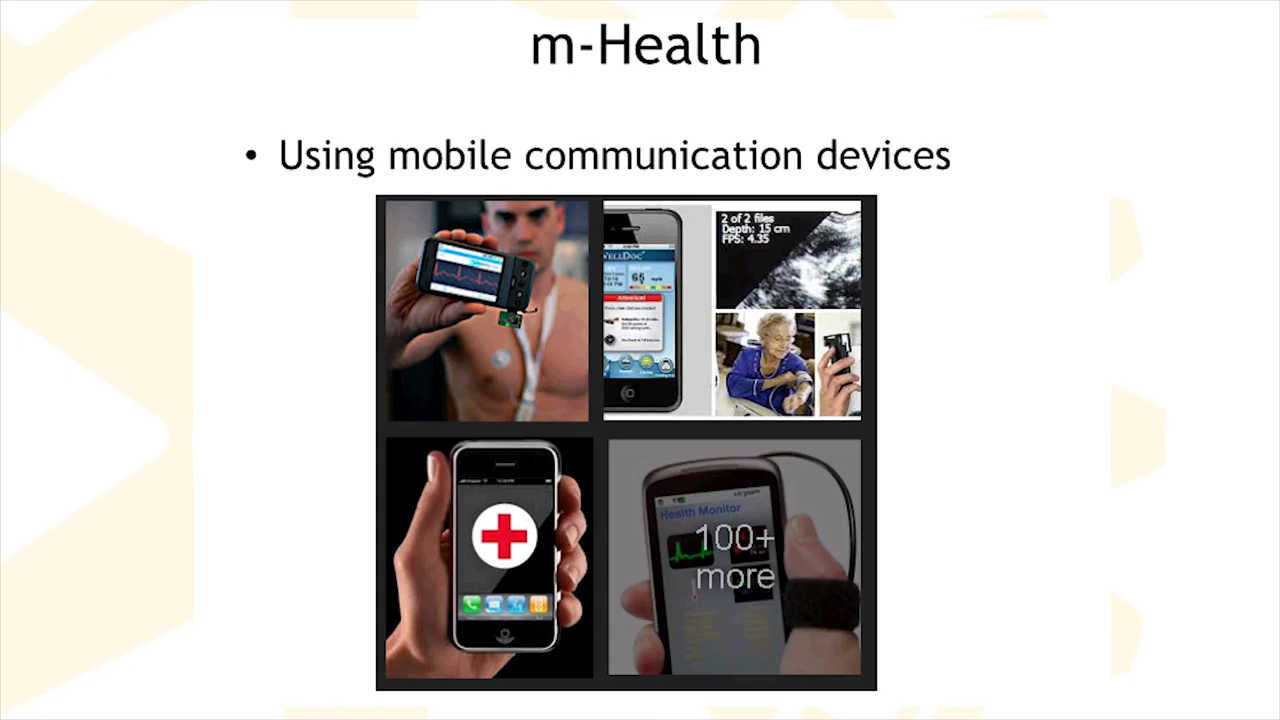 m-Health
• Using mobile communication devices
WELLDOC
65
2 of 2 files
Depth: 15 cm
FPS: 4.35
Health Monitor
100+
more